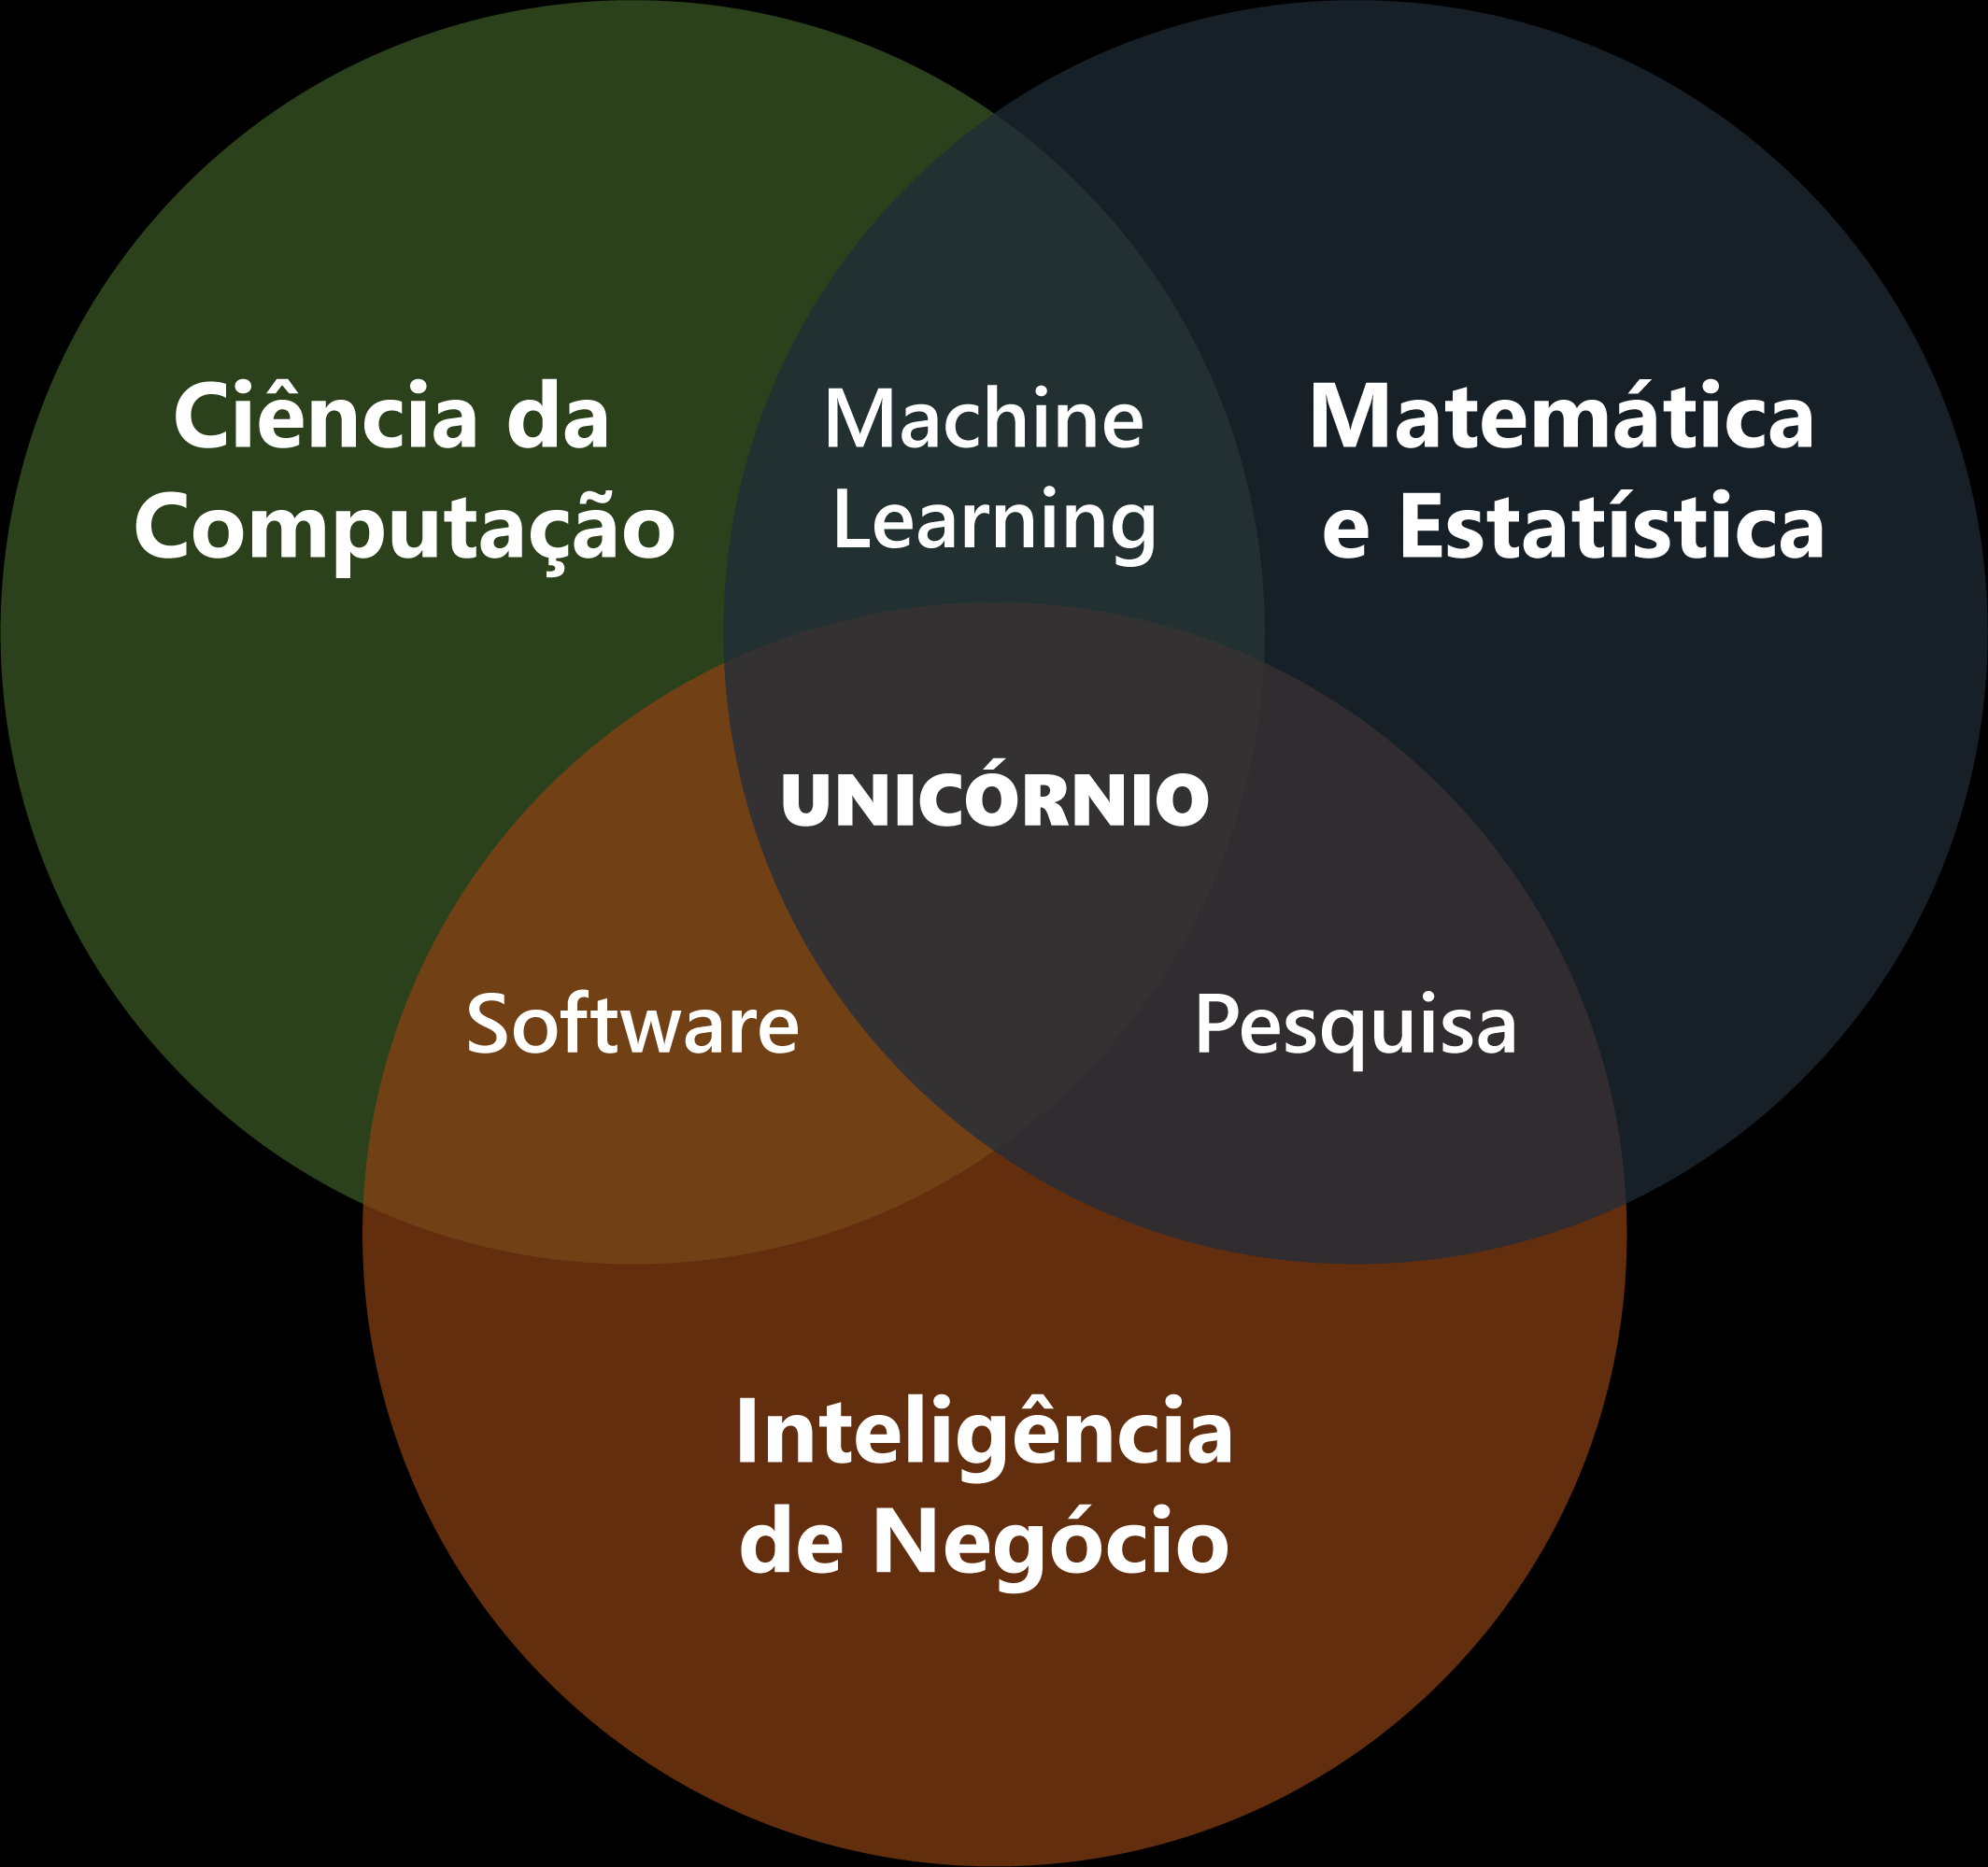 Ciência da
Computação
Machine
Learning
Matemática
e Estatística
UNICÓRNIO
Software
Pesquisa
Inteligência
de Negócio